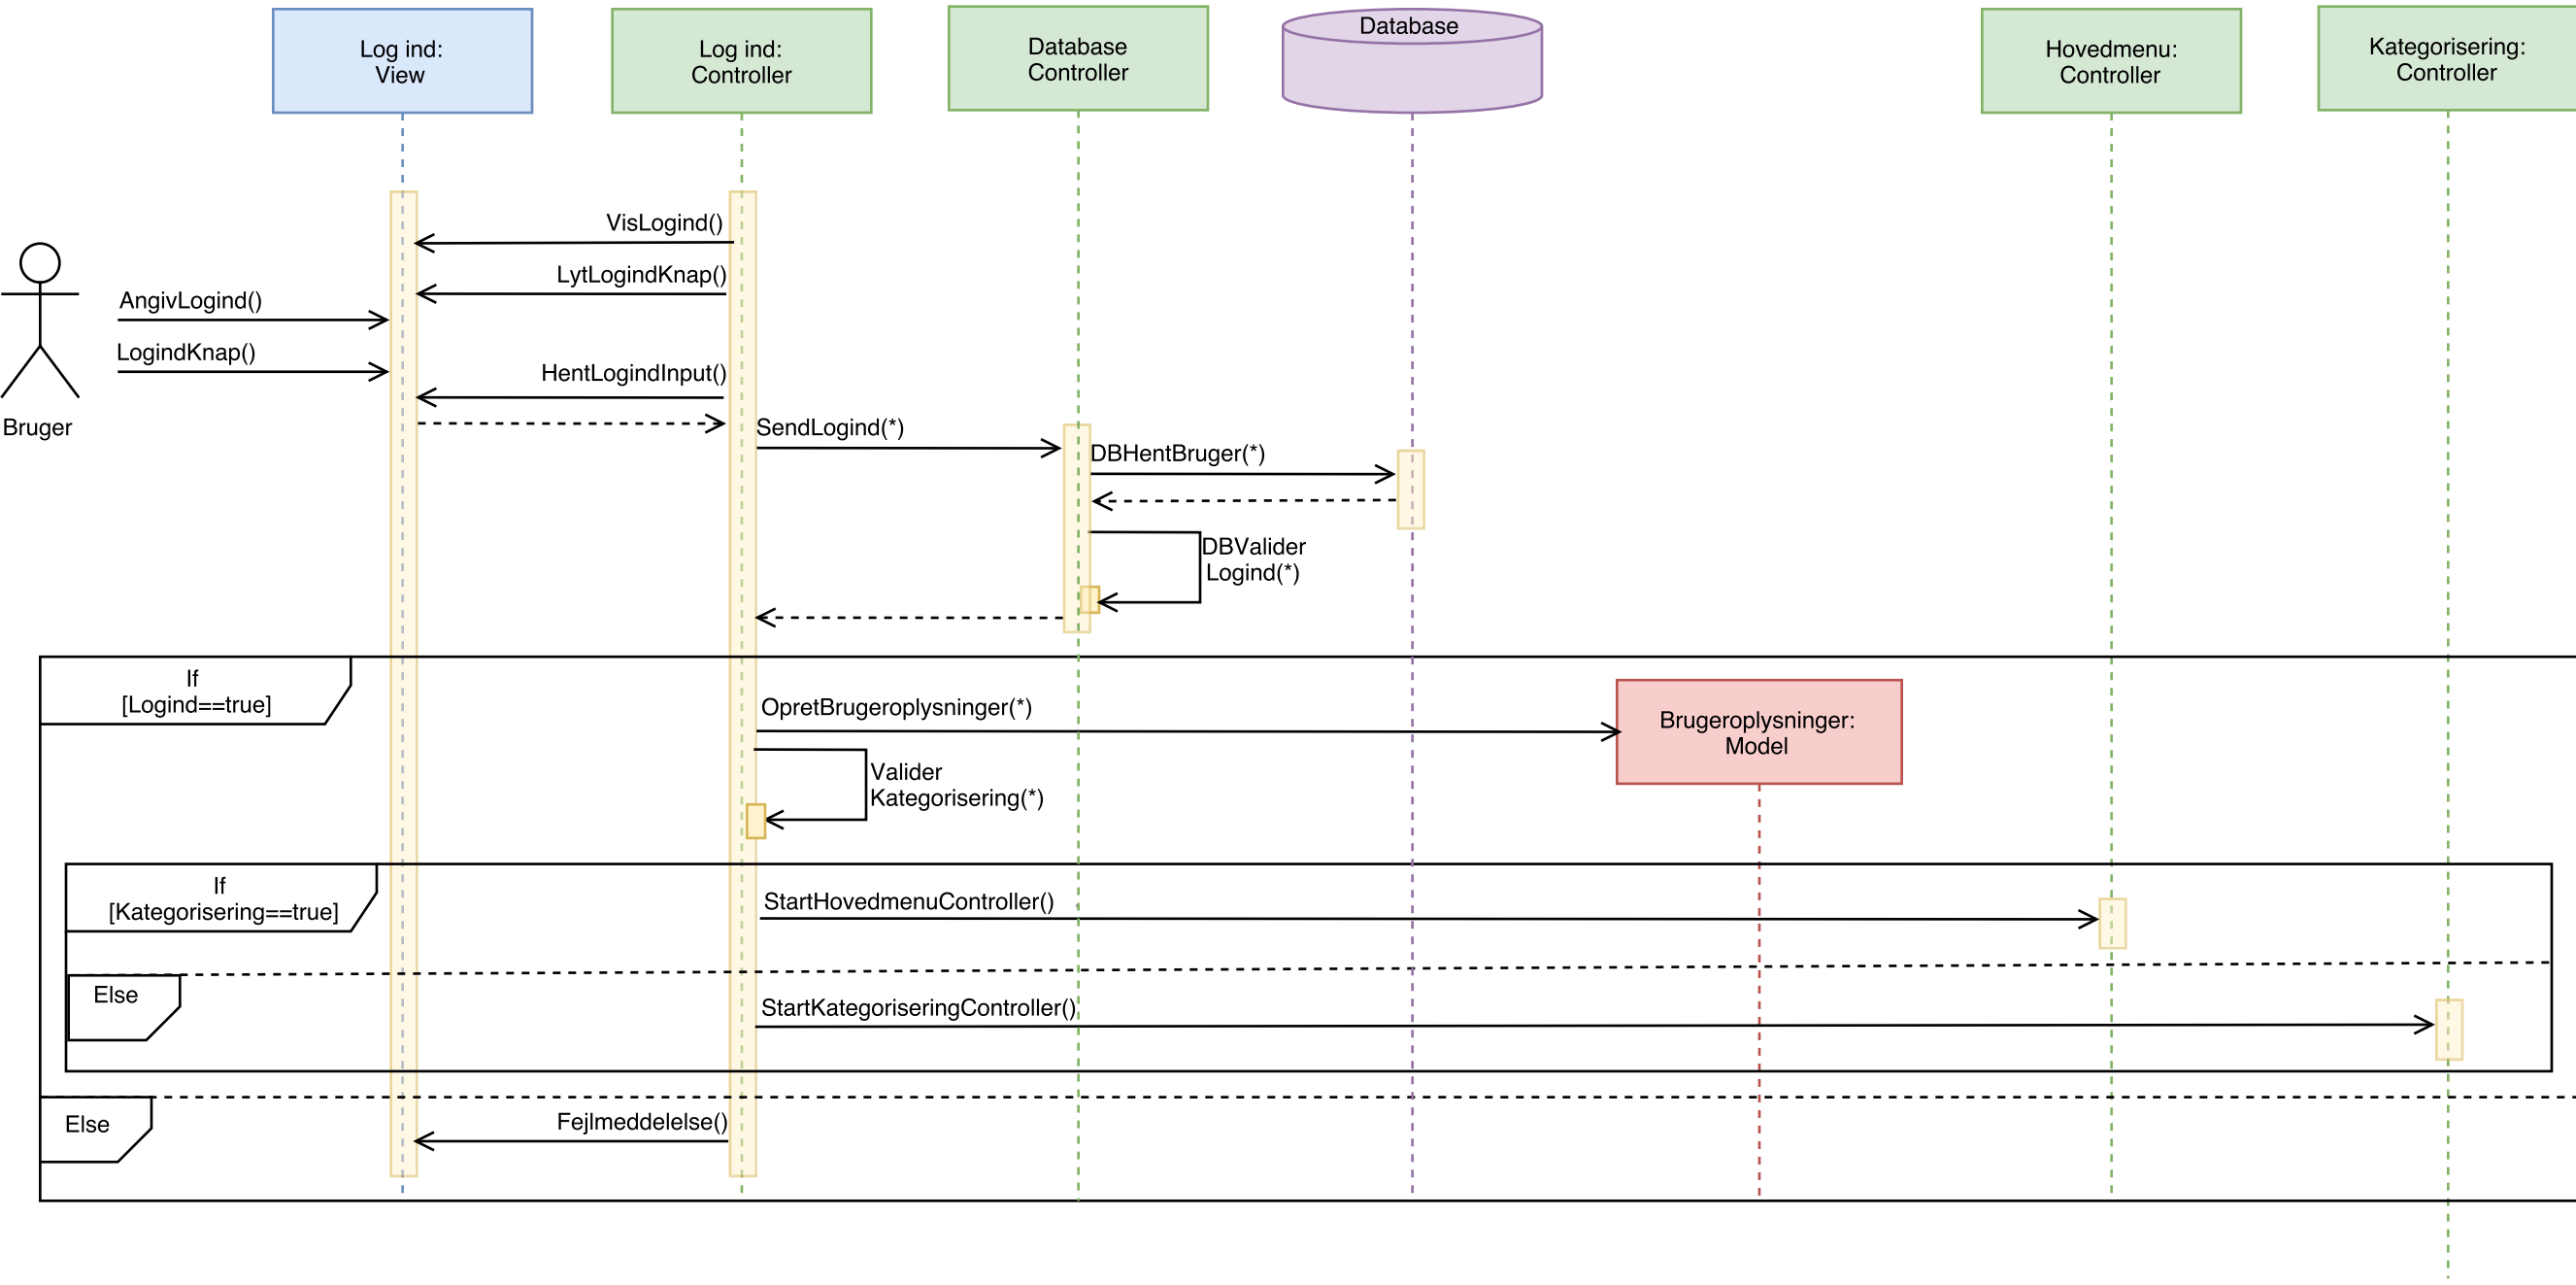 Log ind:
View
Log ind:
Controller
Database
Controller
Database
Hovedmenu:
Controller
Kategorisering:
Controller
VisLogind()
LytLogindKnap()
AngivLogind()
LogindKnap()
HentLogindInput()
Bruger
SendLogind(*)
DBHentBruger(*)
DBValider
Logind(*)
If
[Logind==true]
OpretBrugeroplysninger(*)
Brugeroplysninger:
Model
Valider
Kategorisering(*)
If
[Kategorisering==true]
StartHovedmenuController()
Else
StartKategoriseringController()
Else
Fejlmeddelelse()